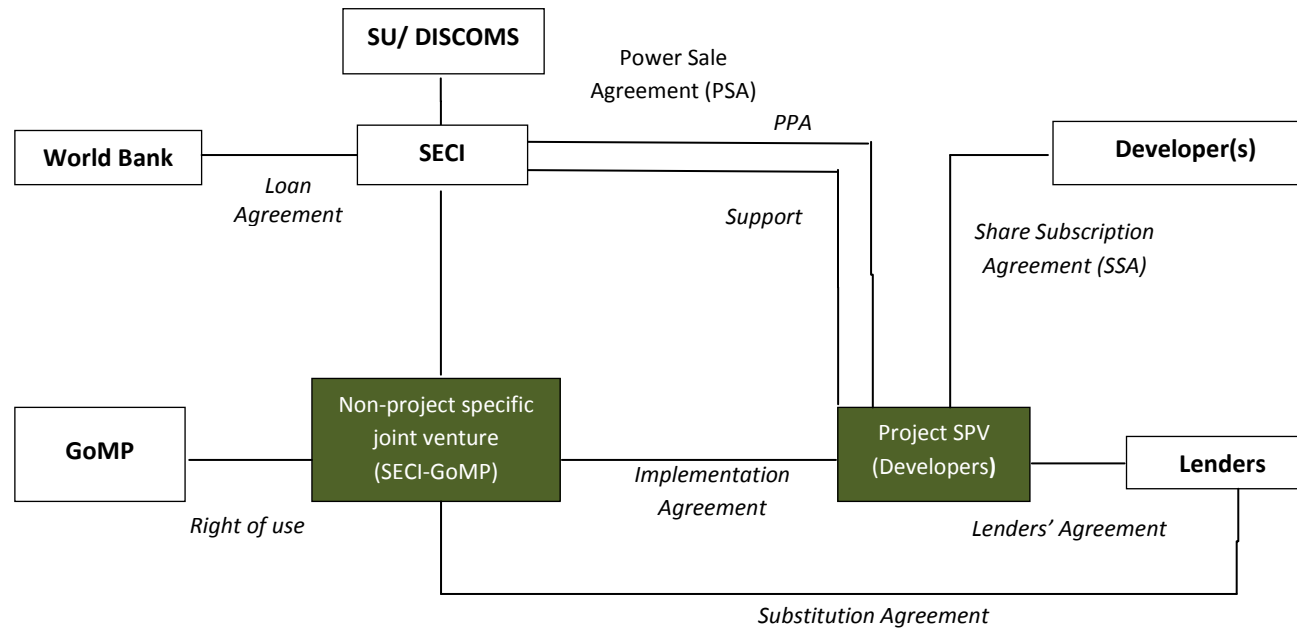 SU/ DISCOMS
Power Sale
Agreement (PSA)
PPA
World Bank
SECI
Developer(s)
Loan
Agreement
Support
Share Subscription
Agreement (SSA)
GoMP
Non-project specific
joint venture
(SECI-GoMP)
Project SPV
(Developers)
Lenders
Implementation
Agreement
Right of use
Lenders’ Agreement
Substitution Agreement